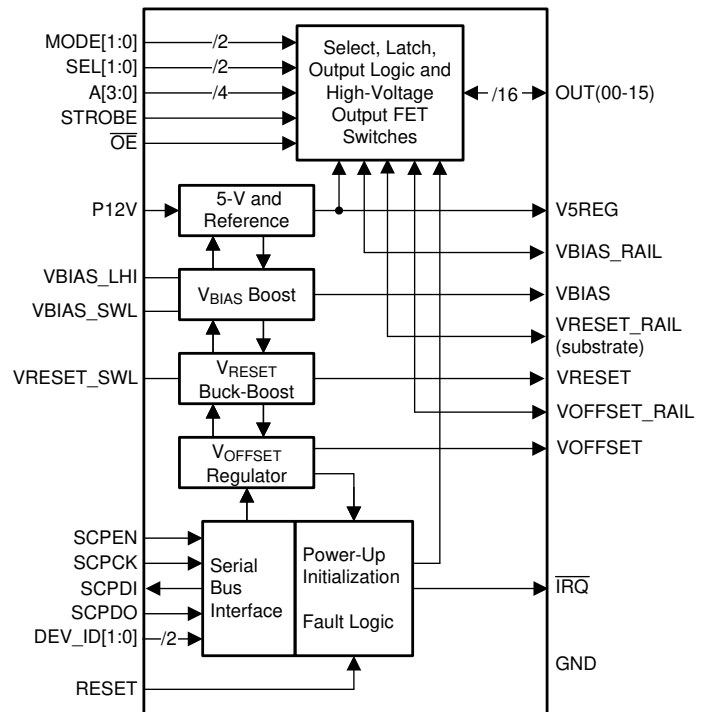 MODE[1:0]
/2
SEL[1:0]
/2
A[3:0]
/4
STROBE
OE
Select, Latch,
Output Logic and
High-Voltage
Output FET
Switches
/16
OUT(00-15)
P12V
5-V and
Reference
V5REG
VBIAS_RAIL
VBIAS_LHI
VBIAS_SWL
VBIAS Boost
VBIAS
VRESET_RAIL
(substrate)
VRESET_SWL
VRESET
Buck-Boost
VRESET
VOFFSET_RAIL
VOFFSET
Regulator
VOFFSET
SCPEN
SCPCK
SCPDI
SCPDO
DEV_ID[1:0]
/2
Serial
Bus
Interface
Power-Up
Initialization
Fault Logic
IRQ
GND
RESET